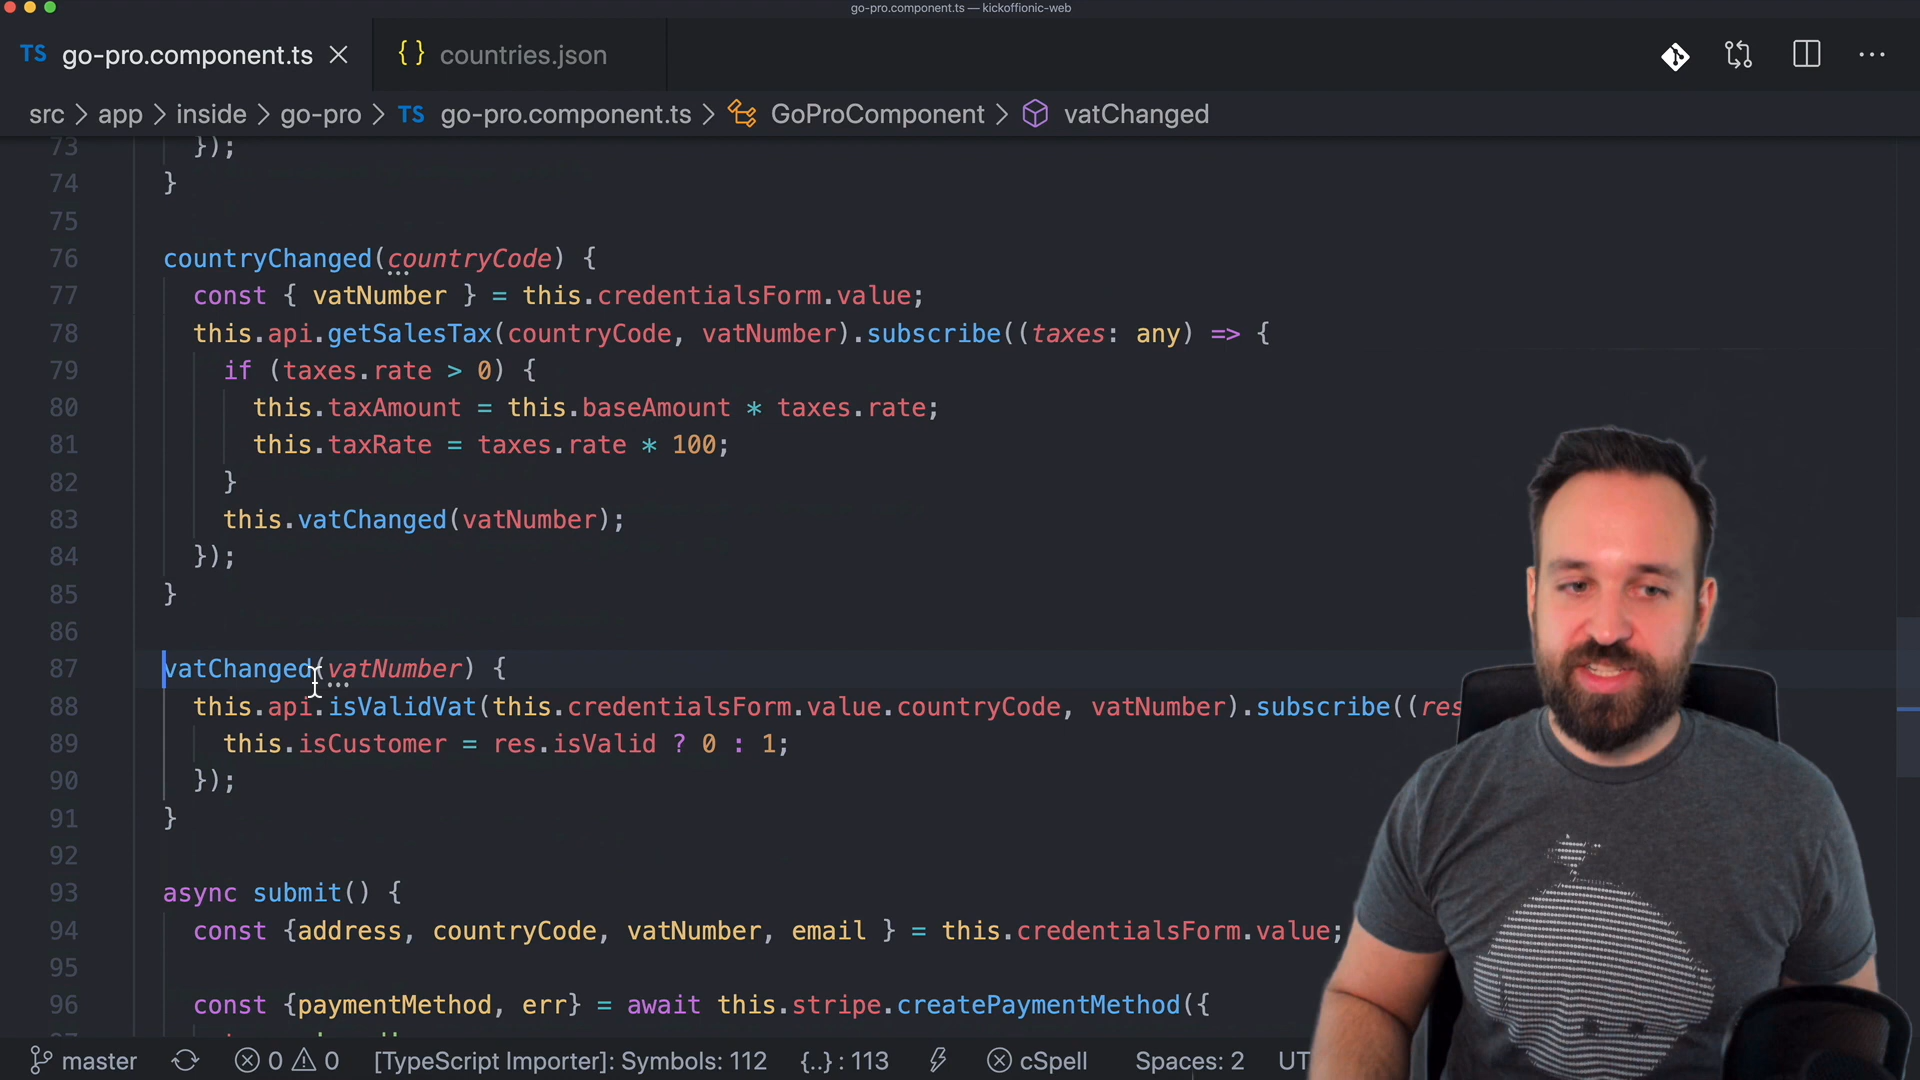 go-pro.component.ts — kickoffionic-web
TS go-pro.component.ts × {} countries.json
src > app > inside > go-pro > TS go-pro.component.ts > GoProComponent > vatChanged
73 });
74 }
75
76 countryChanged(countryCode) {
77 const { vatNumber } = this.credentialsForm.value;
78 this.api.getSalesTax(countryCode, vatNumber).subscribe((taxes: any) => {
79 if (taxes.rate > 0) {
80 this.taxAmount = this.baseAmount * taxes.rate;
81 this.taxRate = taxes.rate * 100;
82 }
83 this.vatChanged(vatNumber);
84 });
85 }
86
87 vatChanged(vatNumber) {
88 this.api.isValidVat(this.credentialsForm.value.countryCode, vatNumber).subscribe((res
89 this.isCustomer = res.isValid ? 0 : 1;
90 });
91 }
92
93 async submit() {
94 const {address, countryCode, vatNumber, email } = this.credentialsForm.value;
95
96 const {paymentMethod, err} = await this.stripe.createPaymentMethod({
master 0 0 [TypeScript Importer]: Symbols: 112 {..} : 113 cSpell Spaces: 2 UT